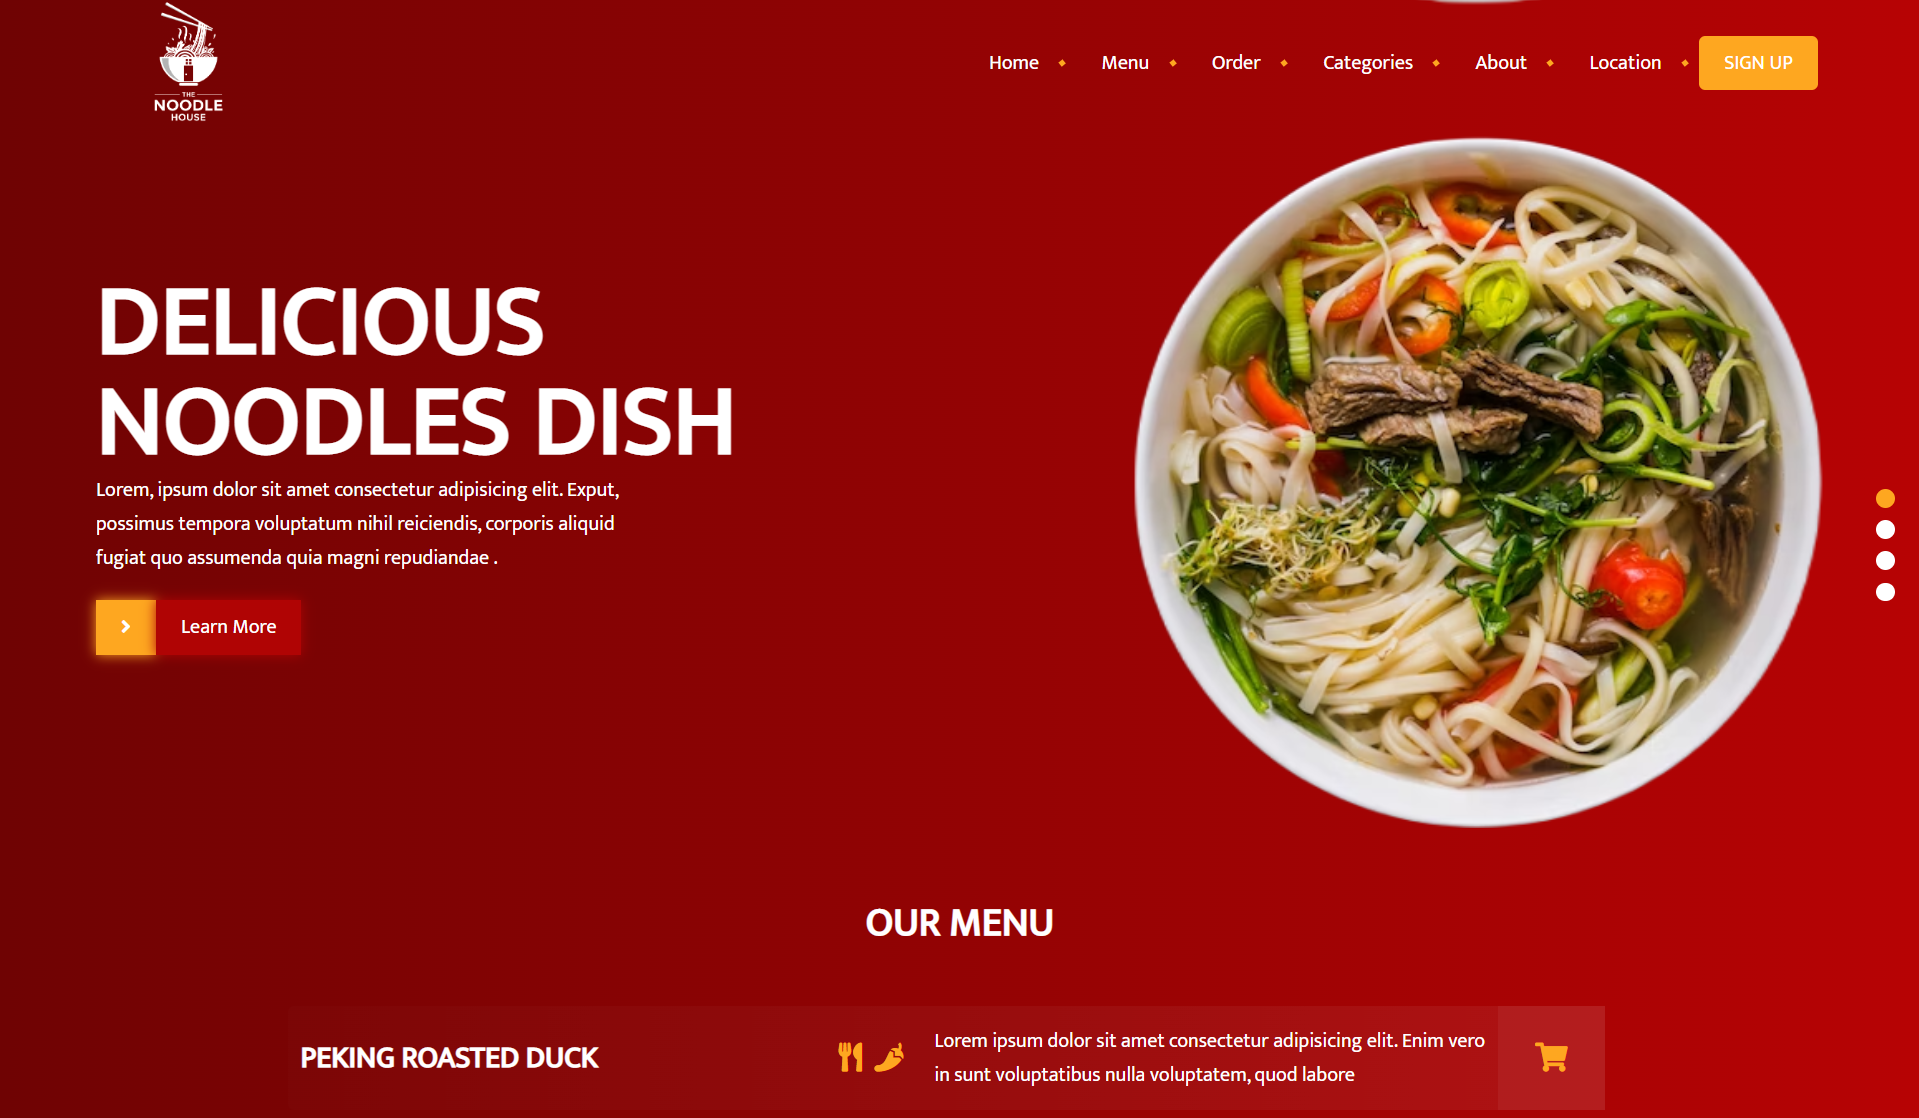 THE
NOODLE
HOUSE
Home Menu Order Categories About Location SIGN UP
DELICIOUS
NOODLES DISH
Lorem, ipsum dolor sit amet consectetur adipisicing elit. Exput,
possimus tempora voluptatum nihil reiciendis, corporis aliquid
fugiat quo assumenda quia magni repudiandae .
Learn More
OUR MENU
PEKING ROASTED DUCK
Lorem ipsum dolor sit amet consectetur adipisicing elit. Enim vero
in sunt voluptatibus nulla voluptatem, quod labore